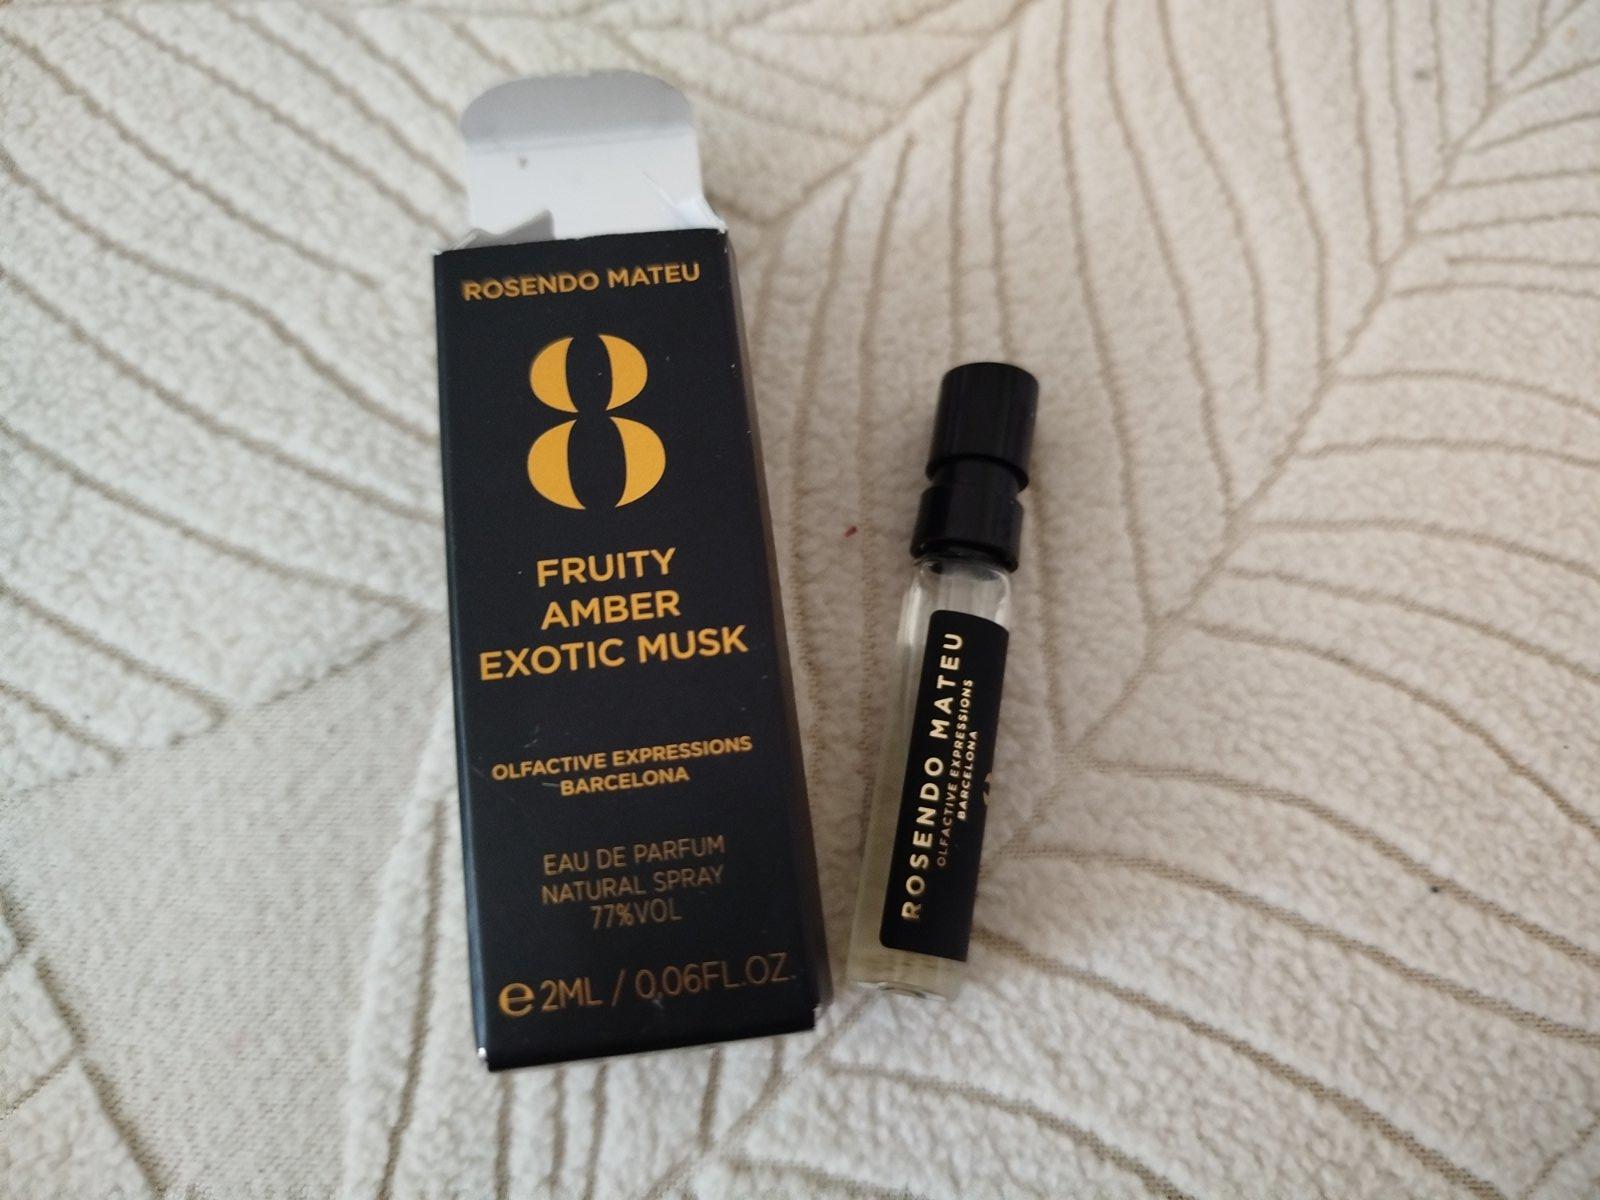 ROSENDO MATEU
8
FRUITY
AMBER
EXOTIC MUSK
OLFACTIVE EXPRESSIONS
BARCELONA
EAU DE PARFUM
NATURAL SPRAY
77%VOL
e 2ML / 0,06FL.OZ.
ROSENDO MATEU
OLFACTIVE EXPRESSIONS
BARCELONA